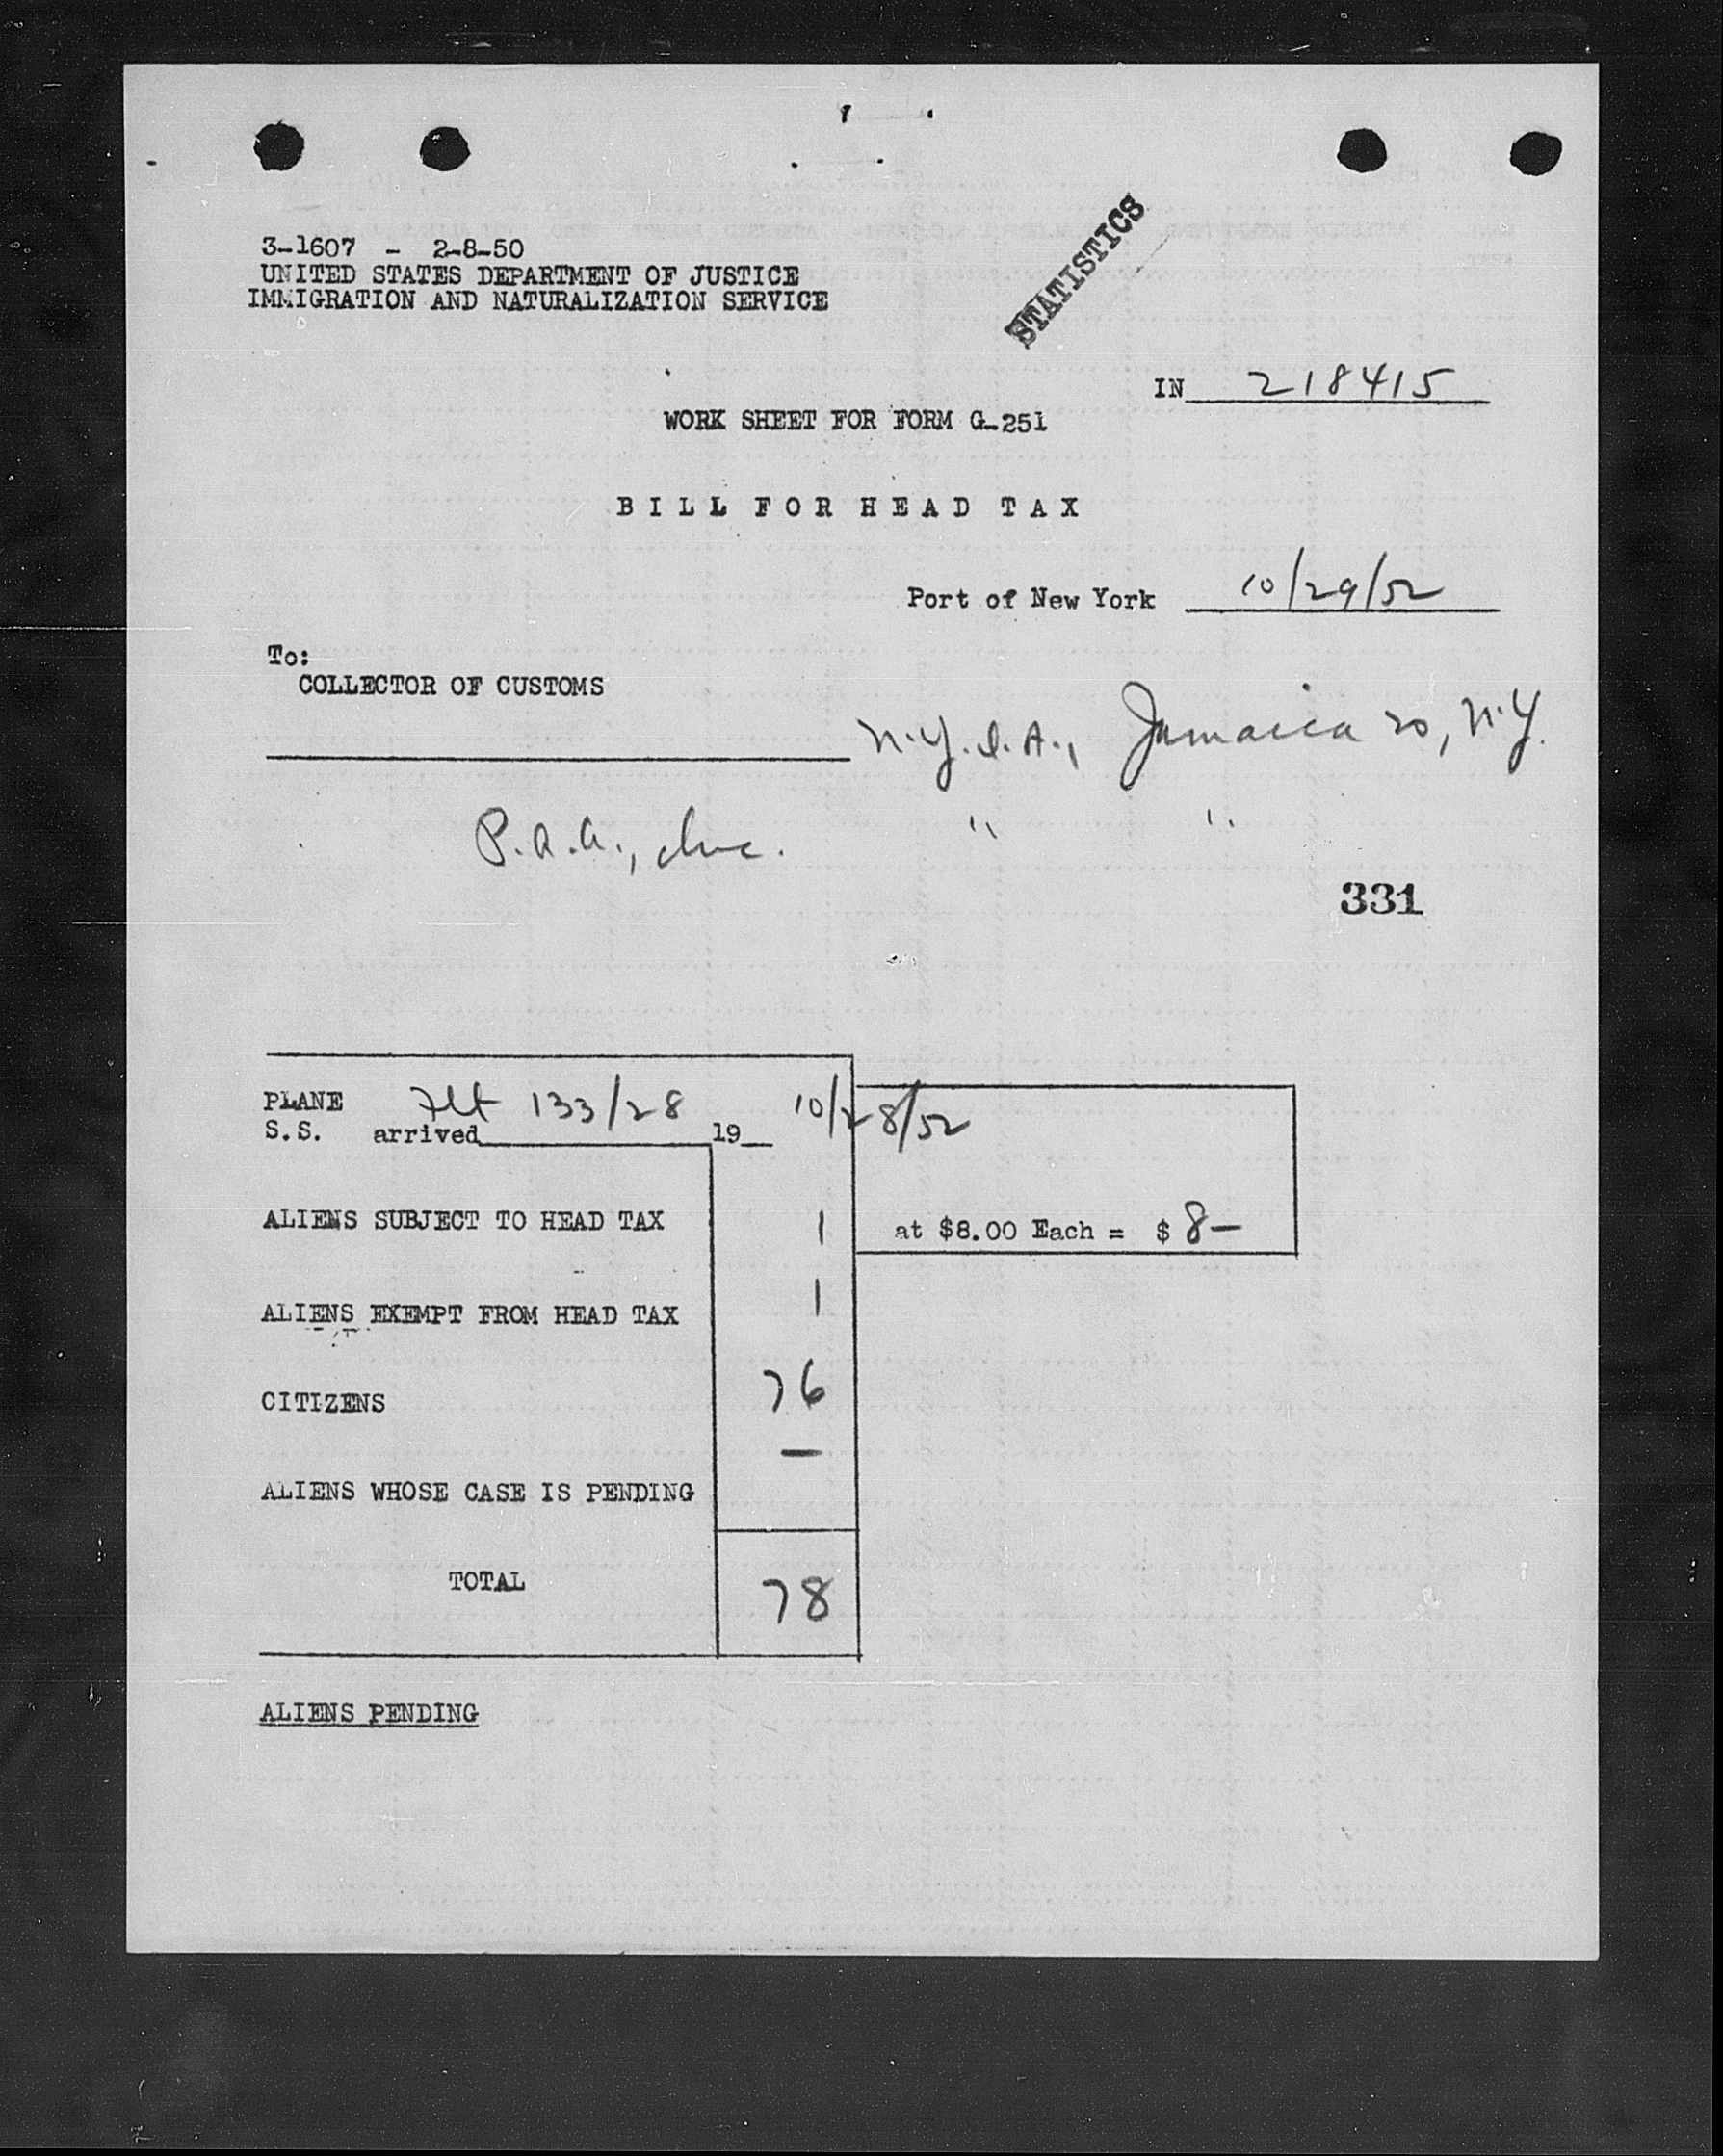 STATISTICS
3-1607 - 2-8-50
UNITED STATES DEPARTMENT OF JUSTICE
IMMIGRATION AND NATURALIZATION SERVICE
IN 218415
WORK SHEET FOR FORM G-251
BILL FOR HEAD TAX
Port of New York 10/29/52
To:
COLLECTOR OF CUSTOMS
N.Y.I.A., Jamaica 20, N.Y.
P.A.A., Inc. " "
331
PLANE Flt 133/28 10/28/52
S.S. arrived 19
ALIENS SUBJECT TO HEAD TAX 1 at $8.00 Each = $ 8-
ALIENS EXEMPT FROM HEAD TAX 1
CITIZENS 76
ALIENS WHOSE CASE IS PENDING -
TOTAL 78
ALIENS PENDING